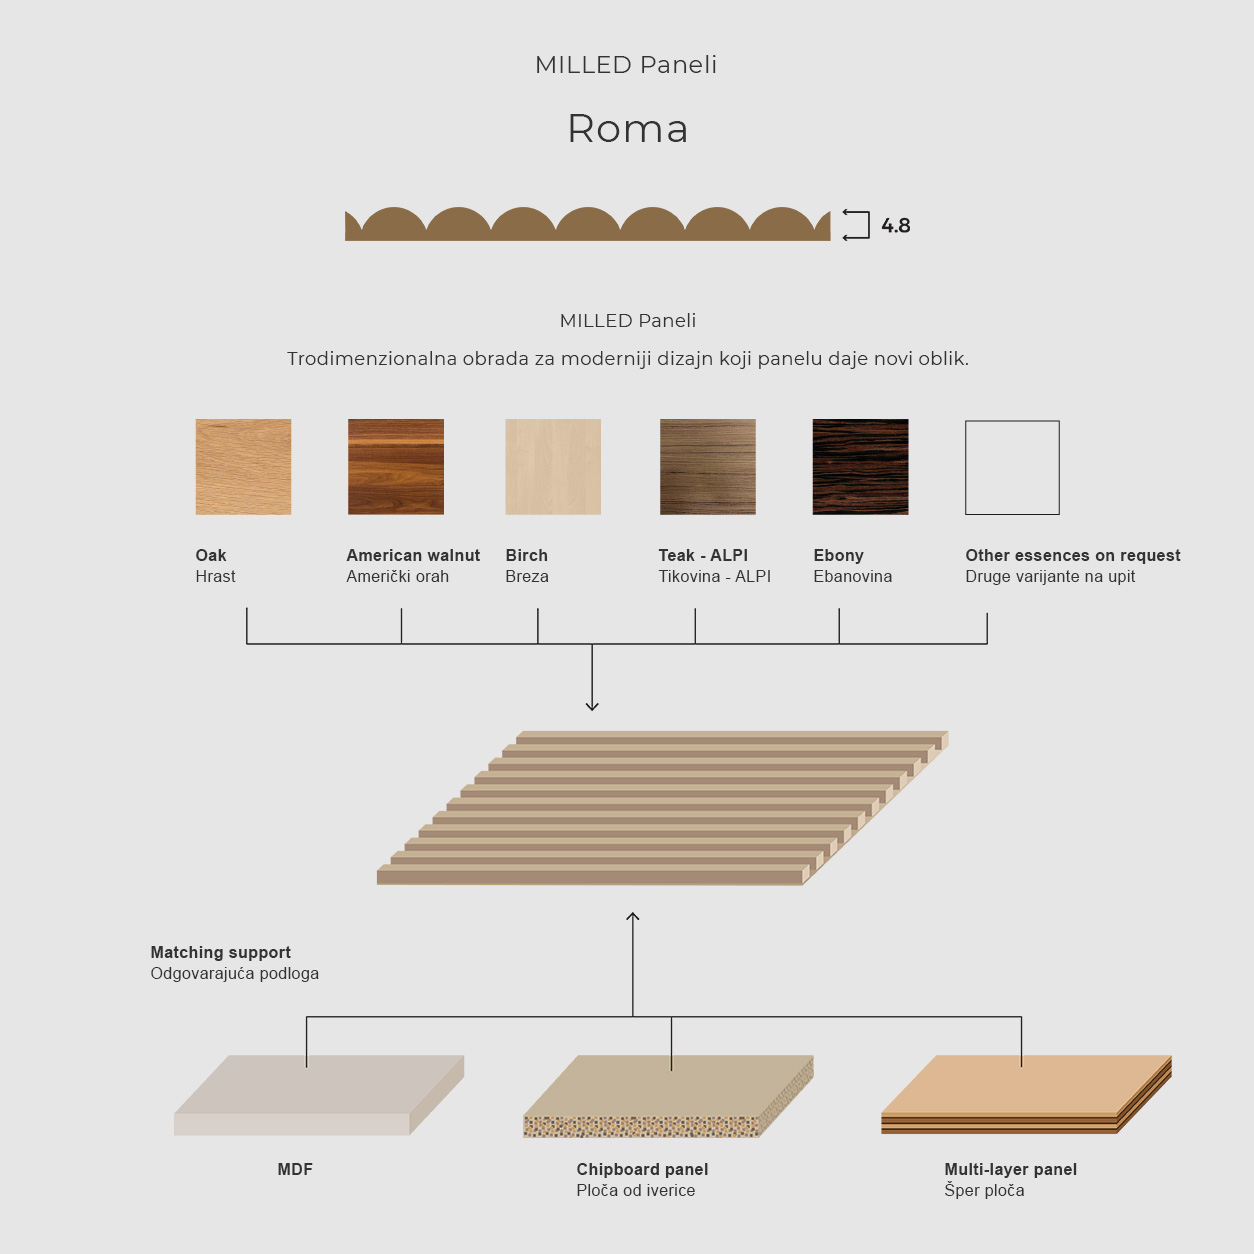 MILLED Paneli
Roma
4.8
MILLED Paneli
Trodimenzionalna obrada za moderniji dizajn koji panelu daje novi oblik.
Oak
Hrast
American walnut
Američki orah
Birch
Breza
Teak - ALPI
Tikovina - ALPI
Ebony
Ebanovina
Other essences on request
Druge varijante na upit
Matching support
Odgovarajuća podloga
MDF
Chipboard panel
Ploča od iverice
Multi-layer panel
Šper ploča